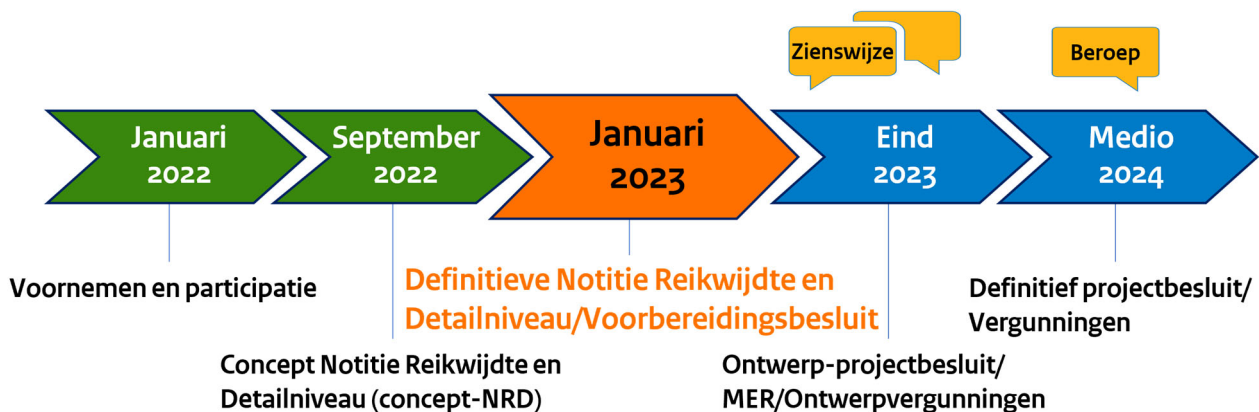 Zienswijze
Beroep
Januari
2022
September
2022
Januari
2023
Eind
2023
Medio
2024
Voornemen en participatie
Concept Notitie Reikwijdte en
Detailniveau (concept-NRD)
Definitieve Notitie Reikwijdte en
Detailniveau/Voorbereidingsbesluit
Ontwerp-projectbesluit/
MER/Ontwerpvergunningen
Definitief projectbesluit/
Vergunningen